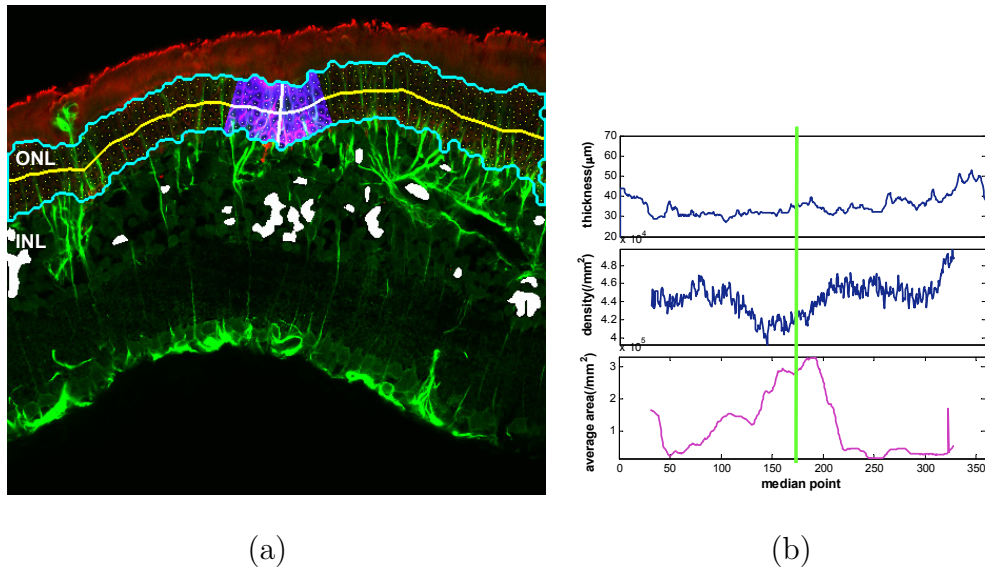 ONL
INL
(a)
thickness(μm)
70
60
50
40
30
20
x 10⁴
density(/mm²)
4.8
4.6
4.4
4.2
4
x 10⁵
average area(/mm²)
3
2
1
0 50 100 150 200 250 300 350
median point
(b)